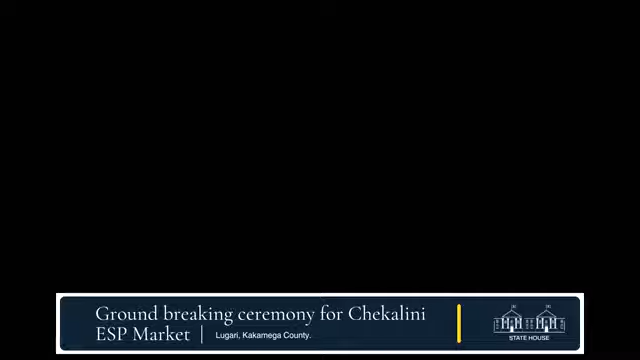 Ground breaking ceremony for Chekalini
ESP Market | Lugari, Kakamega County.
STATE HOUSE